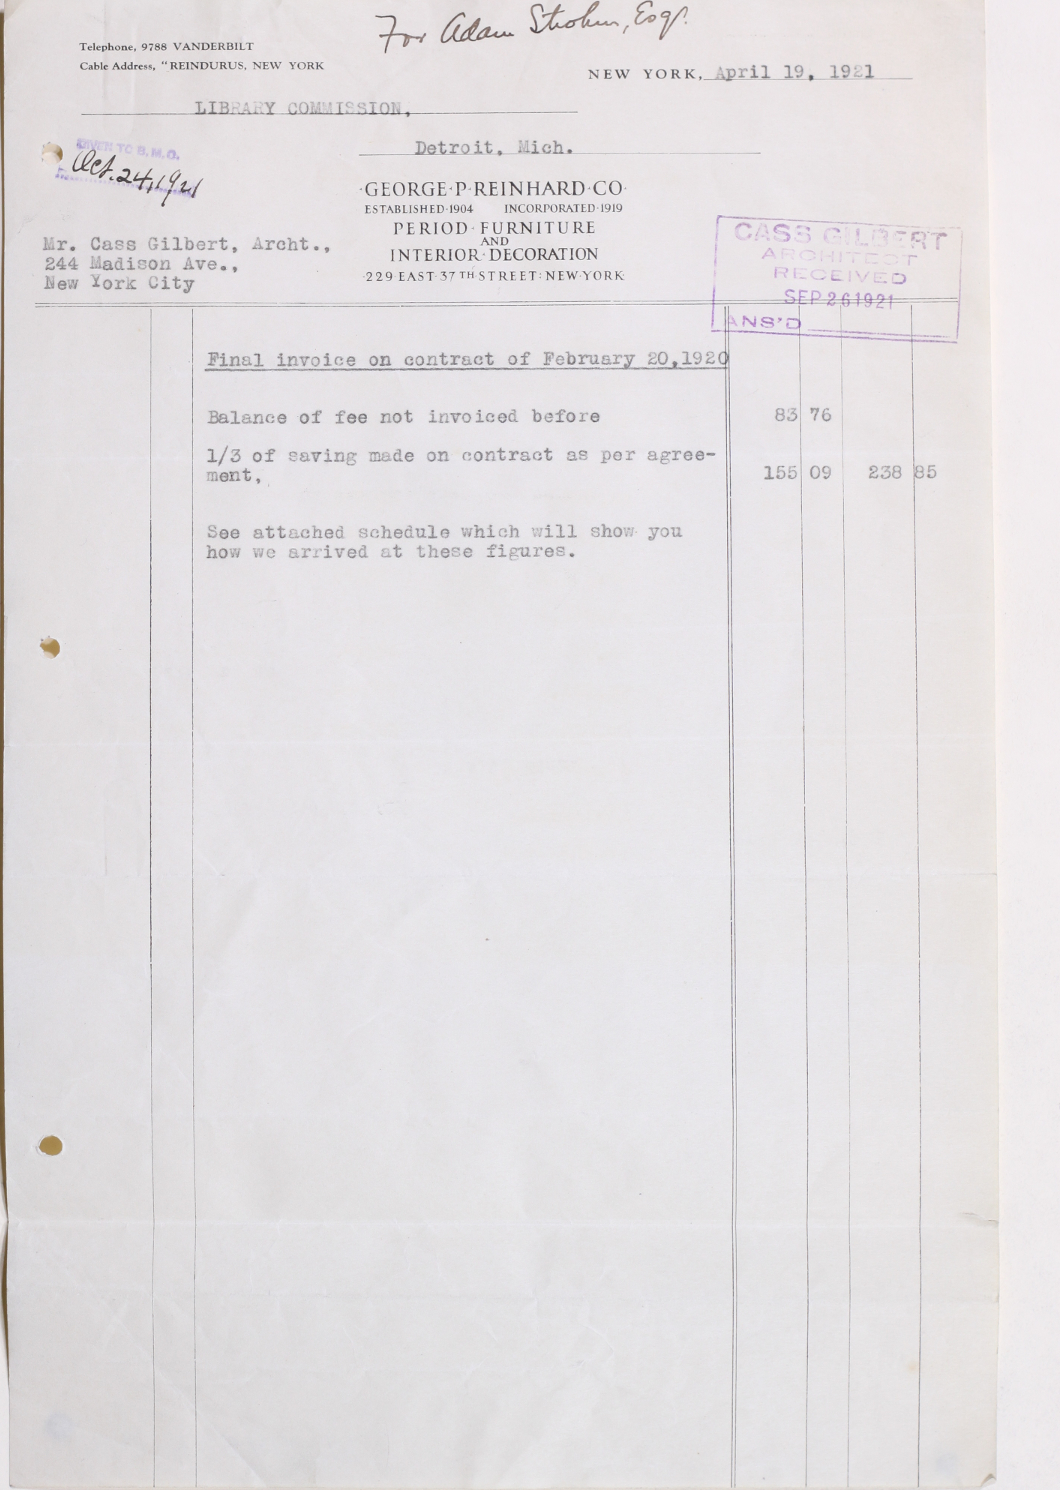 For Adam Strohm, Esq.
Telephone, 9788 VANDERBILT
Cable Address, "REINDURUS, NEW YORK
NEW YORK, April 19, 1921
LIBRARY COMMISSION,
Detroit, Mich.
GIVEN TO B.M.O.
Oct. 24, 1921
·GEORGE·P·REINHARD·CO·
ESTABLISHED·1904 INCORPORATED·1919
PERIOD·FURNITURE
AND
INTERIOR·DECORATION
·229·EAST·37TH·STREET:NEW·YORK·
Mr. Cass Gilbert, Archt.,
244 Madison Ave.,
New York City
CASS GILBERT
ARCHITECT
RECEIVED
SEP 26 1921
ANS'D
Final invoice on contract of February 20,1920
Balance of fee not invoiced before 83 76
1/3 of saving made on contract as per agree-
ment, 155 09 238 85
See attached schedule which will show you
how we arrived at these figures.